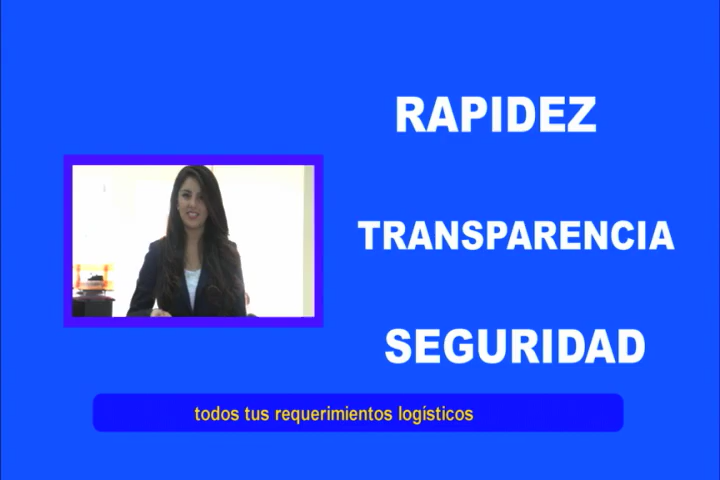 RAPIDEZ
TRANSPARENCIA
SEGURIDAD
todos tus requerimientos logísticos